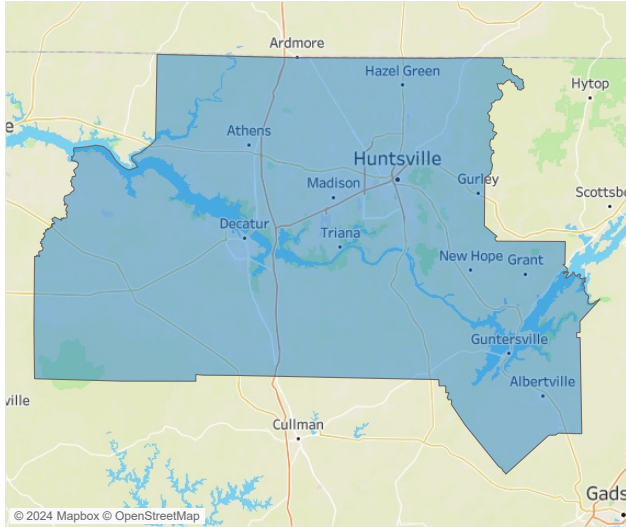 Ardmore
Hazel Green
Hytop
e
Athens
Huntsville
Madison
Gurley
Scottsbo
Decatur
Triana
New Hope
Grant
Guntersville
Albertville
ville
Cullman
Gads
© 2024 Mapbox © OpenStreetMap